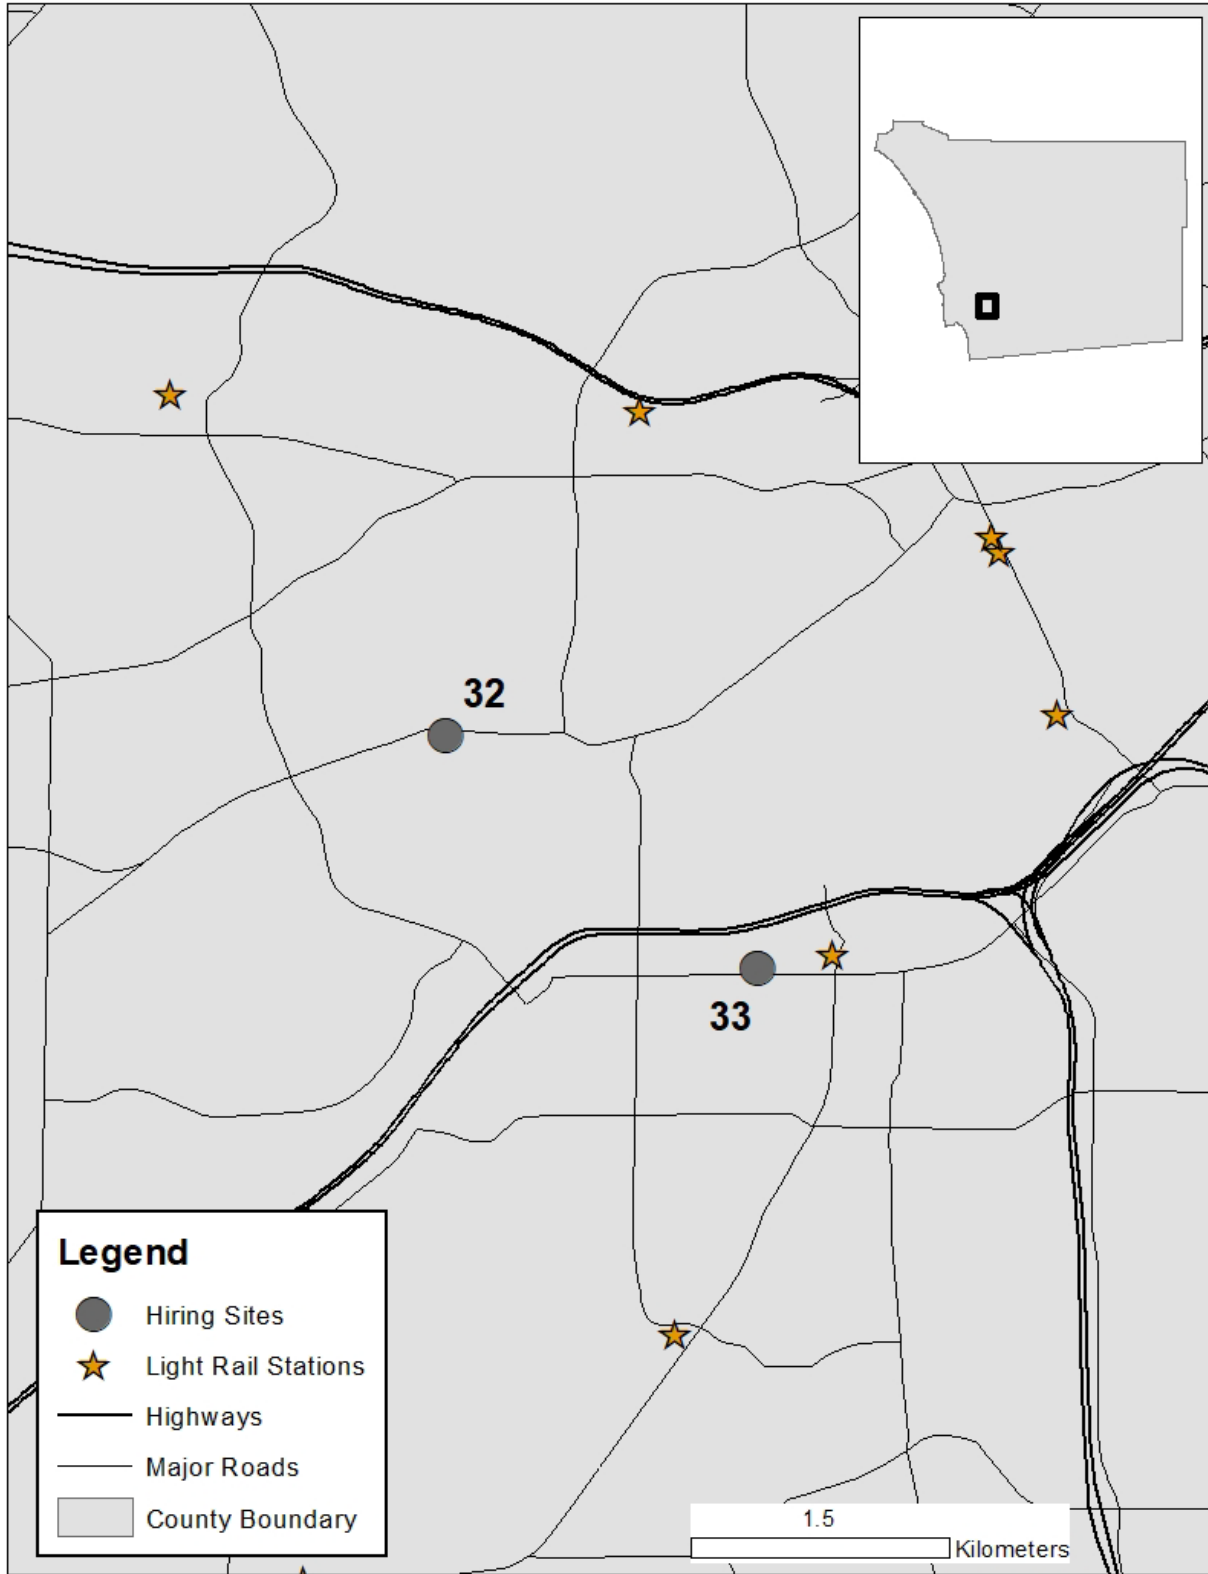 32
33
Legend
Hiring Sites
Light Rail Stations
Highways
Major Roads
County Boundary
1.5
Kilometers